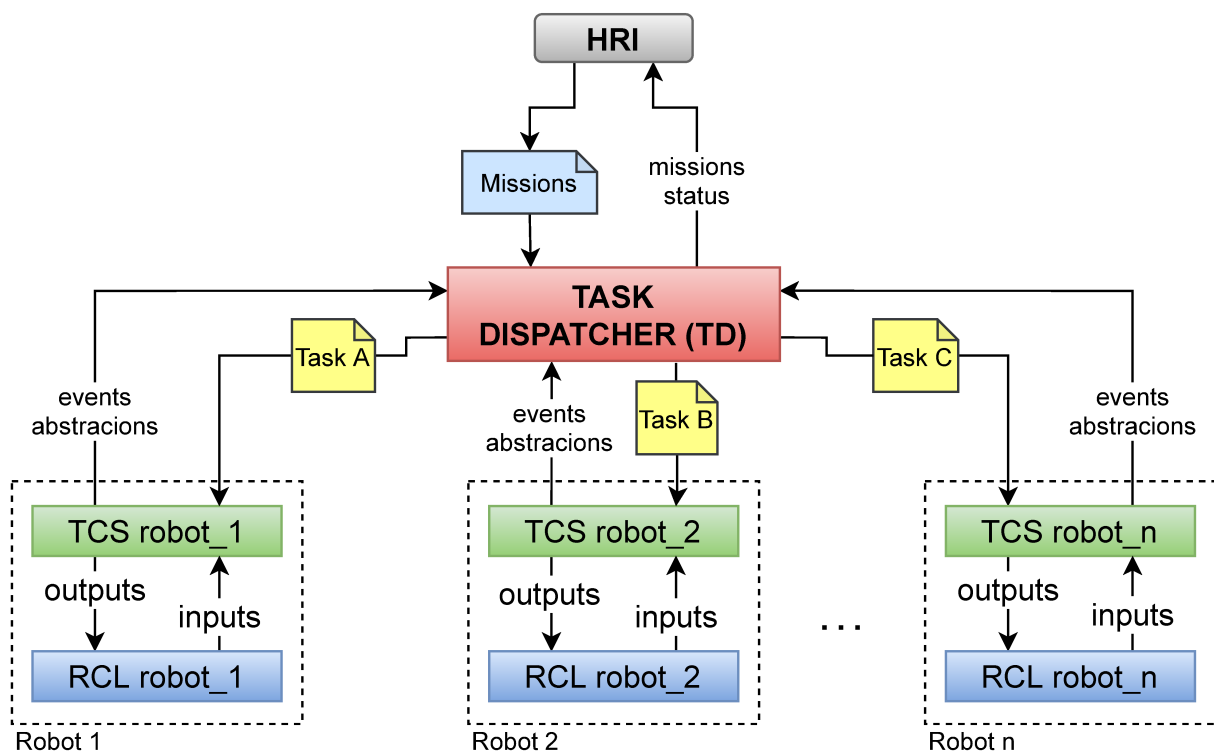 HRI
Missions
missions
status
TASK
DISPATCHER (TD)
Task A
Task C
Task B
events
abstracions
events
abstracions
events
abstracions
TCS robot_1
TCS robot_2
TCS robot_n
outputs
inputs
outputs
inputs
outputs
inputs
...
RCL robot_1
RCL robot_2
RCL robot_n
Robot 1
Robot 2
Robot n